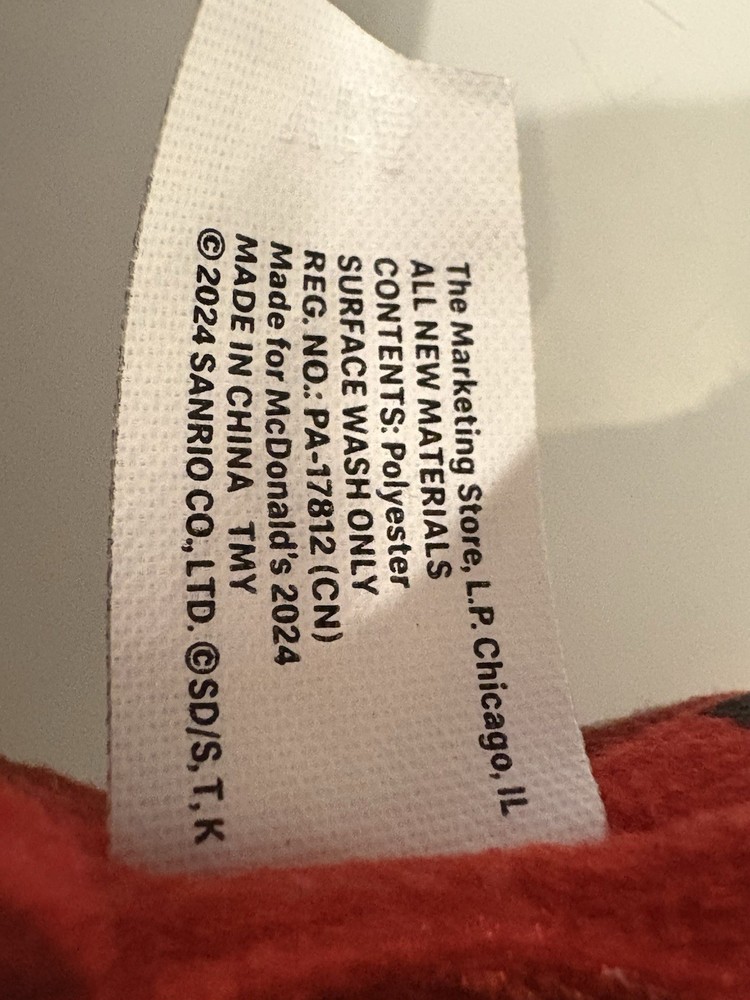 The Marketing Store, L.P. Chicago, IL
ALL NEW MATERIALS
CONTENTS: Polyester
SURFACE WASH ONLY
REG. NO.: PA-17812 (CN)
Made for McDonald's 2024
MADE IN CHINA TMY
©2024 SANRIO CO., LTD. ©SD/S, T, K